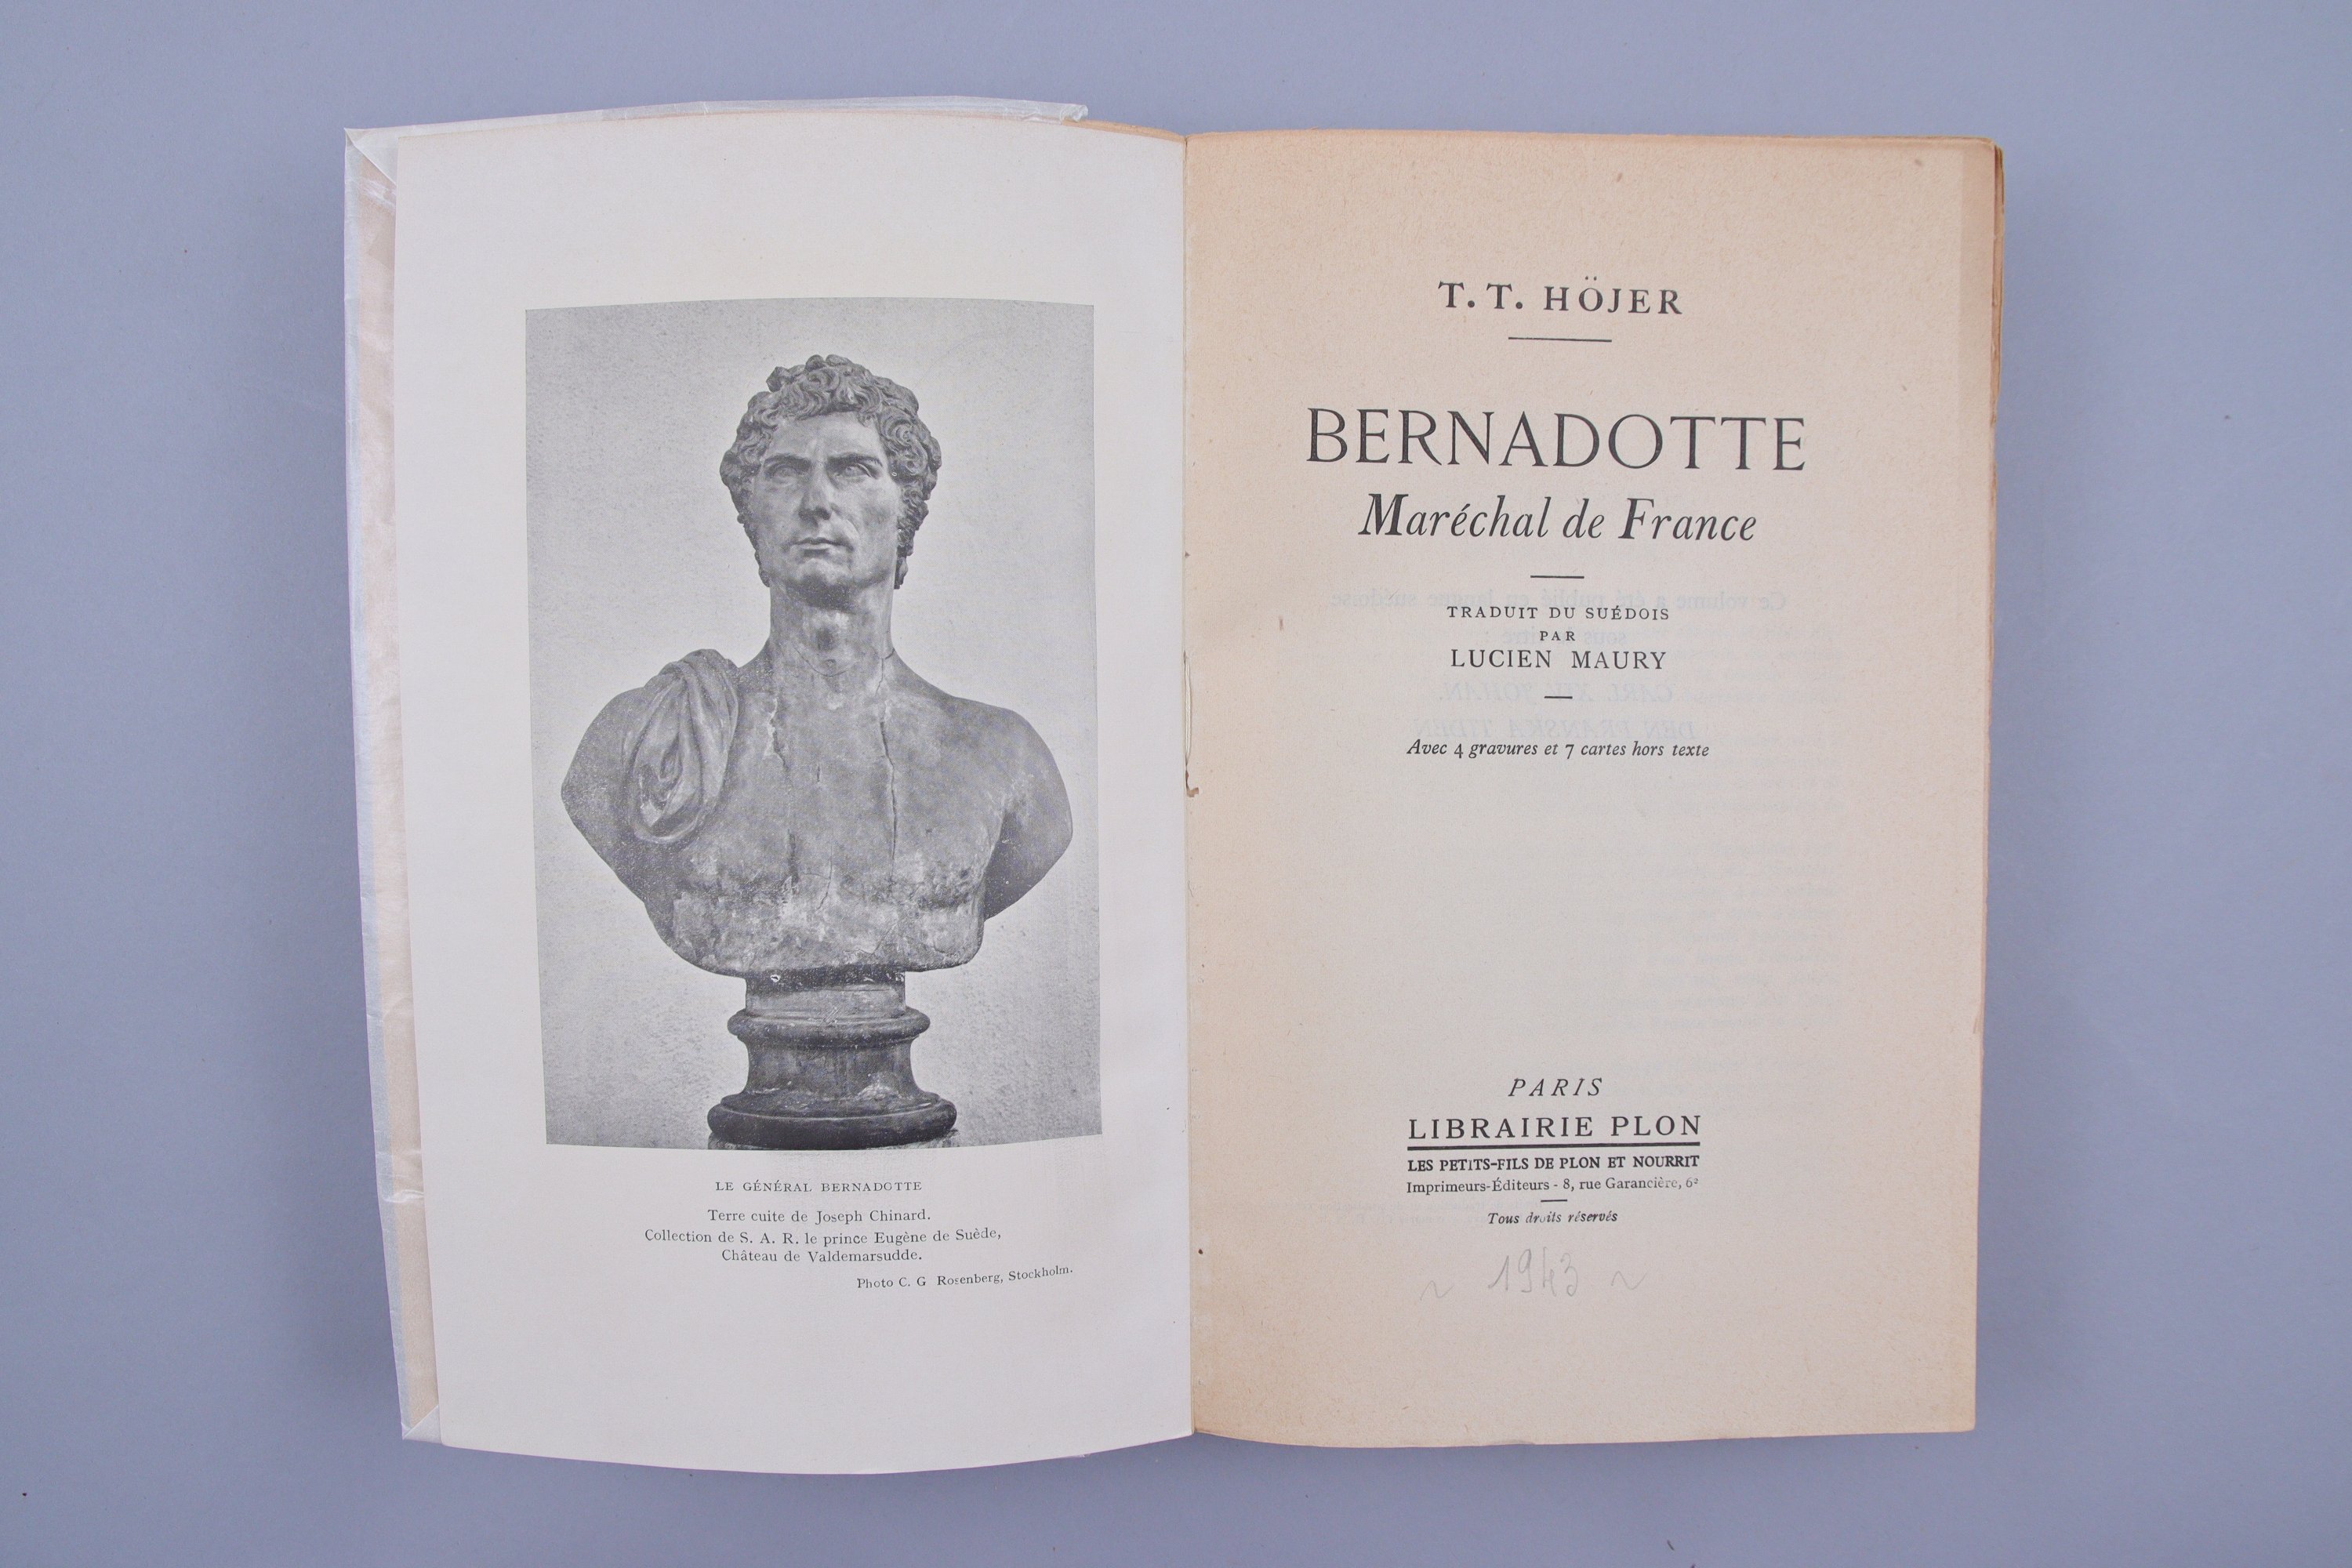 LE GÉNÉRAL BERNADOTTE
Terre cuite de Joseph Chinard.
Collection de S. A. R. le prince Eugène de Suède,
Château de Valdemarsudde.
Photo C. G Rosenberg, Stockholm.
T. T. HÖJER
BERNADOTTE
Maréchal de France
TRADUIT DU SUÉDOIS
PAR
LUCIEN MAURY
Avec 4 gravures et 7 cartes hors texte
PARIS
LIBRAIRIE PLON
LES PETITS-FILS DE PLON ET NOURRIT
Imprimeurs-Éditeurs - 8, rue Garancière, 6ᵉ
Tous droits réservés
~ 1943 ~